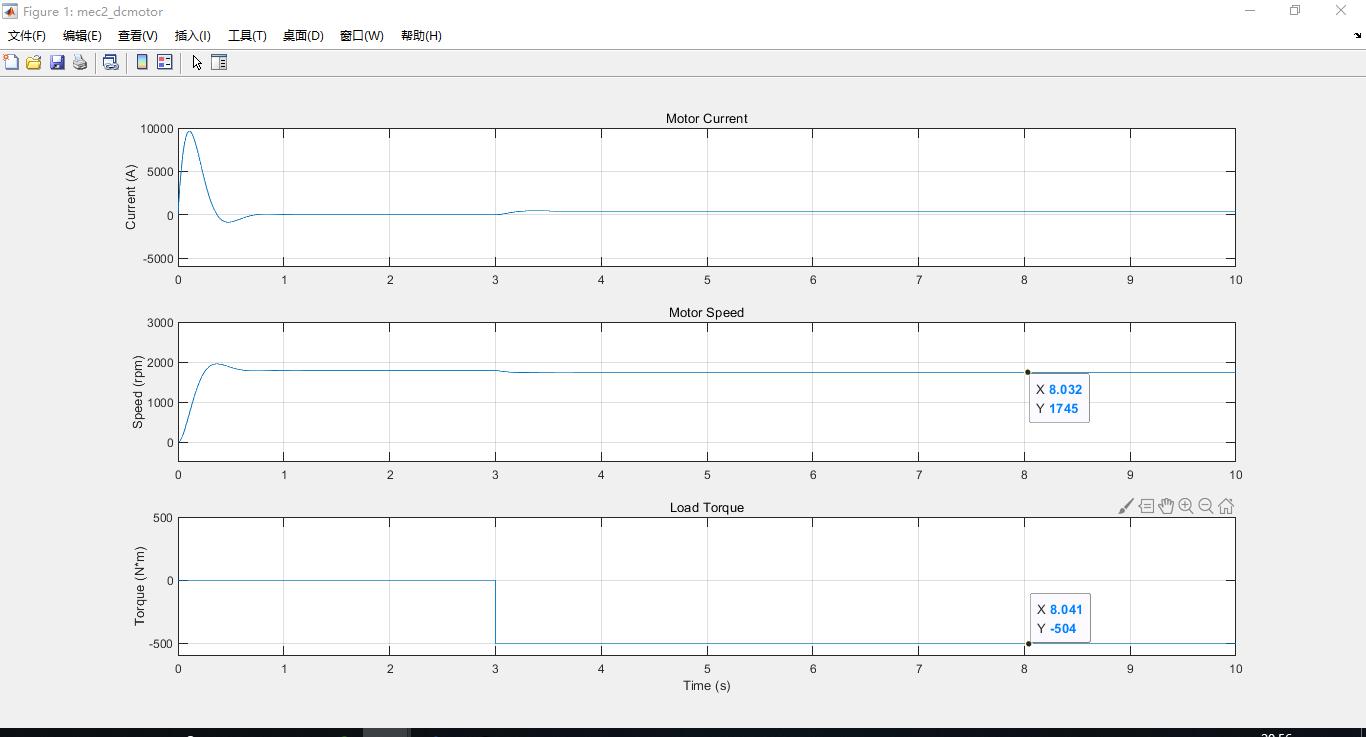 Figure 1: mec2_dcmotor
文件(F) 编辑(E) 查看(V) 插入(I) 工具(T) 桌面(D) 窗口(W) 帮助(H)
Motor Current
Current (A)
10000
5000
0
-5000
0 1 2 3 4 5 6 7 8 9 10
Motor Speed
Speed (rpm)
3000
2000
1000
0
X 8.032
Y 1745
0 1 2 3 4 5 6 7 8 9 10
Load Torque
Torque (N*m)
500
0
-500
X 8.041
Y -504
0 1 2 3 4 5 6 7 8 9 10
Time (s)